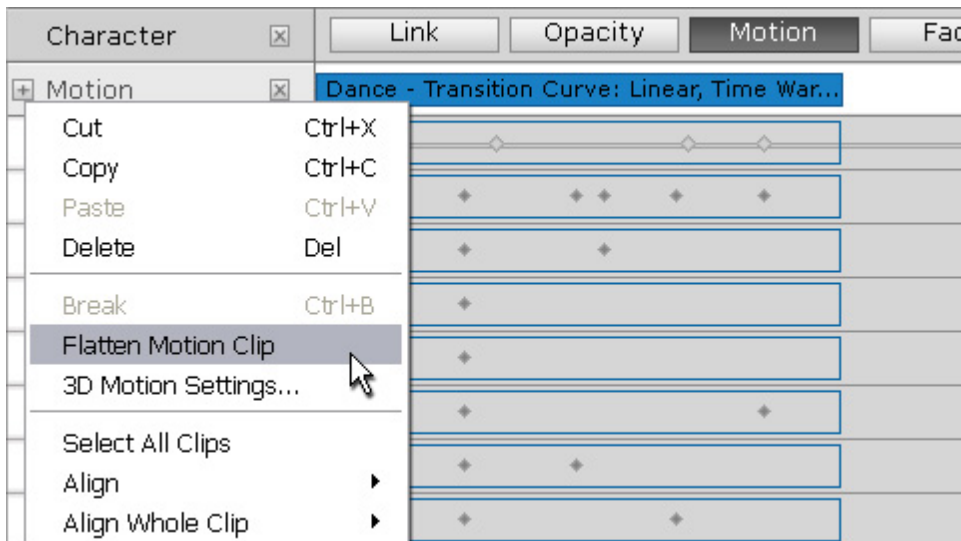 Character Link Opacity Motion Fac
Motion Dance - Transition Curve: Linear, Time War...
Cut Ctrl+X
Copy Ctrl+C
Paste Ctrl+V
Delete Del
Break Ctrl+B
Flatten Motion Clip
3D Motion Settings...
Select All Clips
Align
Align Whole Clip